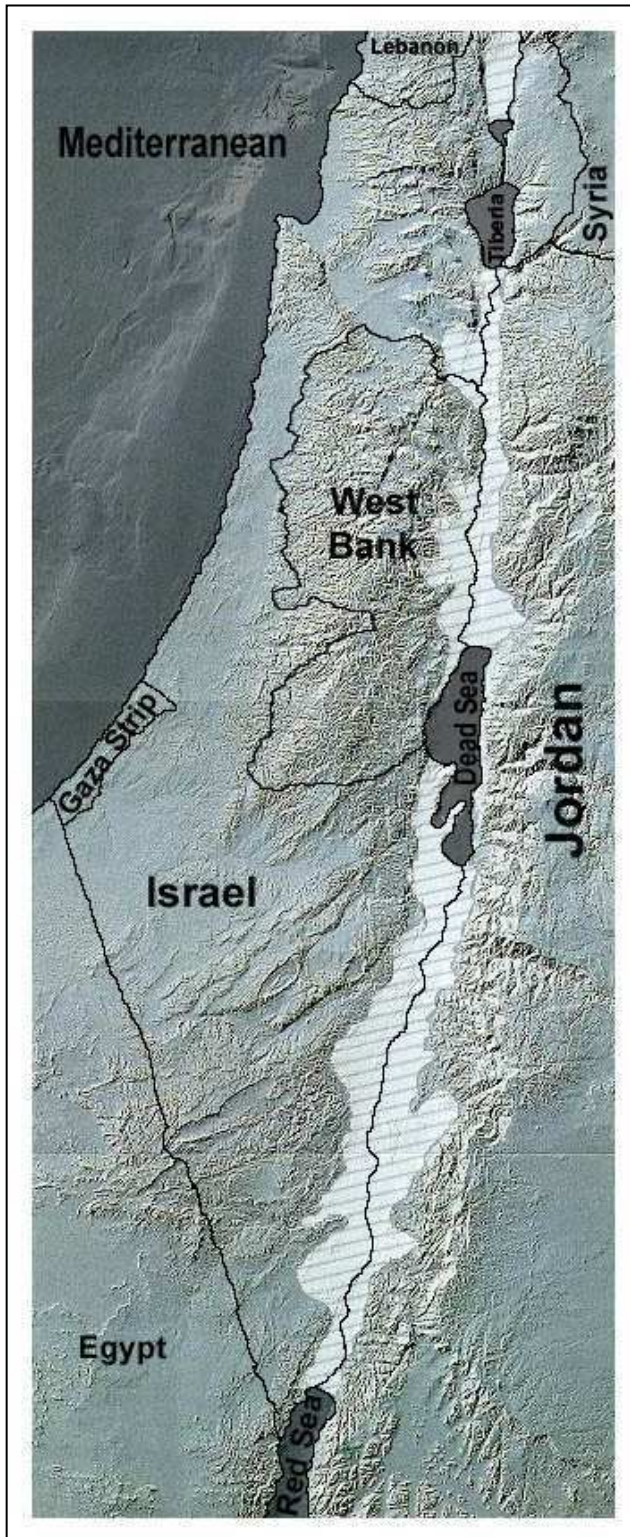 Lebanon
Mediterranean
Tiberia
Syria
West
Bank
Dead Sea
Gaza Strip
Jordan
Israel
Egypt
Red Sea